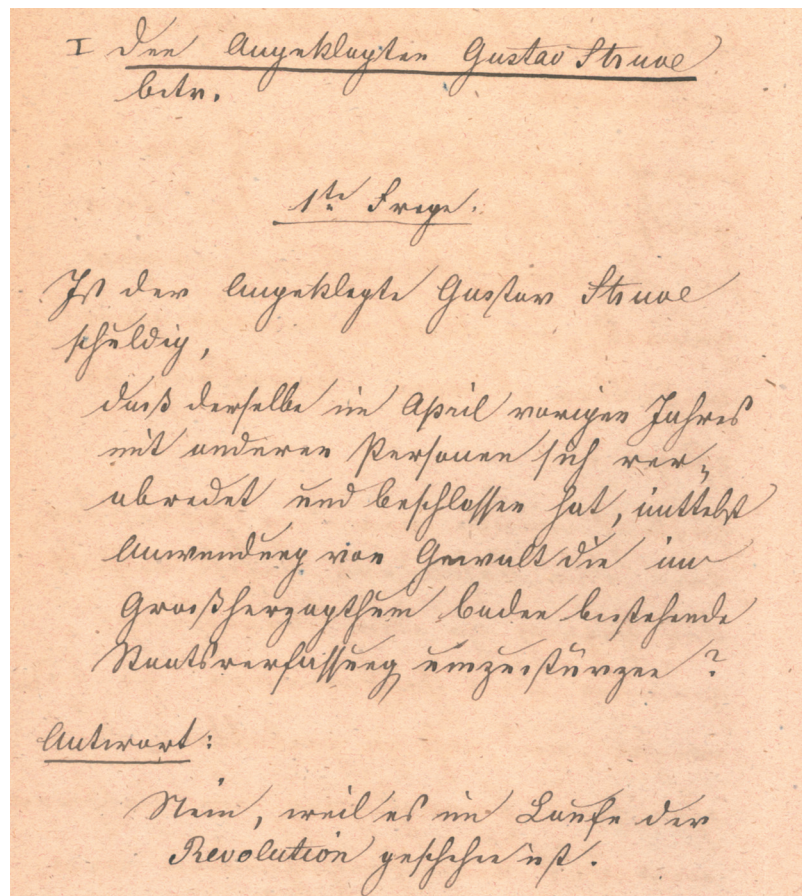 I Den Angeklagten Gustav Struve
betr.
1te Frage.
Ist der Angeklagte Gustav Struve
schuldig,
daß derselbe im April vorigen Jahres
mit anderen Personen sich ver-
abredet und beschlossen hat, mittelst
Anwendung von Gewalt die im
Großherzogthum Baden bestehende
Staatsverfassung umzustürzen?
Antwort:
Nein, weil es im Laufe der
Revolution geschehen ist.